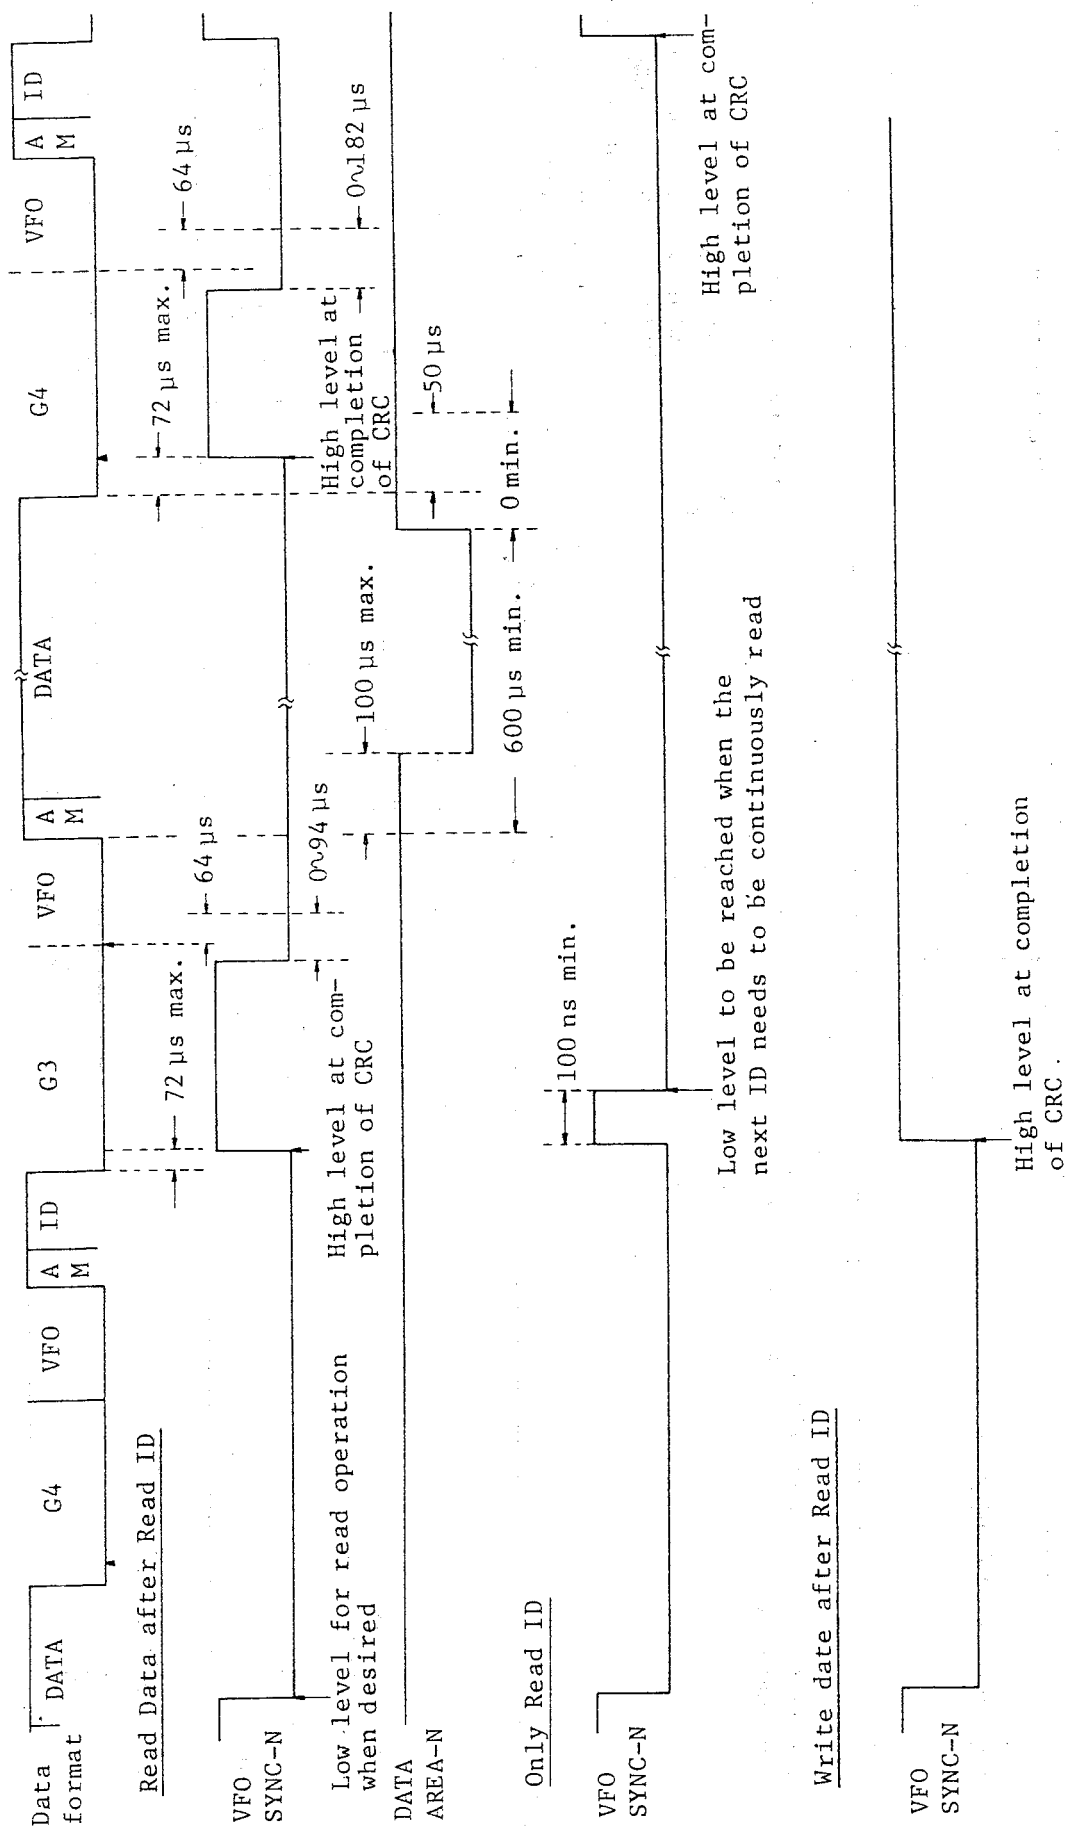 Data
format
DATA
G4
VFO
A
M
ID
G3
VFO
A
M
DATA
G4
VFO
A
M
ID
Read Data after Read ID
72 μs max.
64 μs
72 μs max.
64 μs
VFO
SYNC-N
Low level for read operation
when desired
High level at com-
pletion of CRC
0~94 μs
High level at
completion
of CRC
0~182 μs
DATA
AREA-N
100 μs max.
50 μs
600 μs min.
0 min.
Only Read ID
VFO
SYNC-N
100 ns min.
Low level to be reached when the
next ID needs to be continuously read
High level at com-
pletion of CRC
Write date after Read ID
VFO
SYNC-N
High level at completion
of CRC.